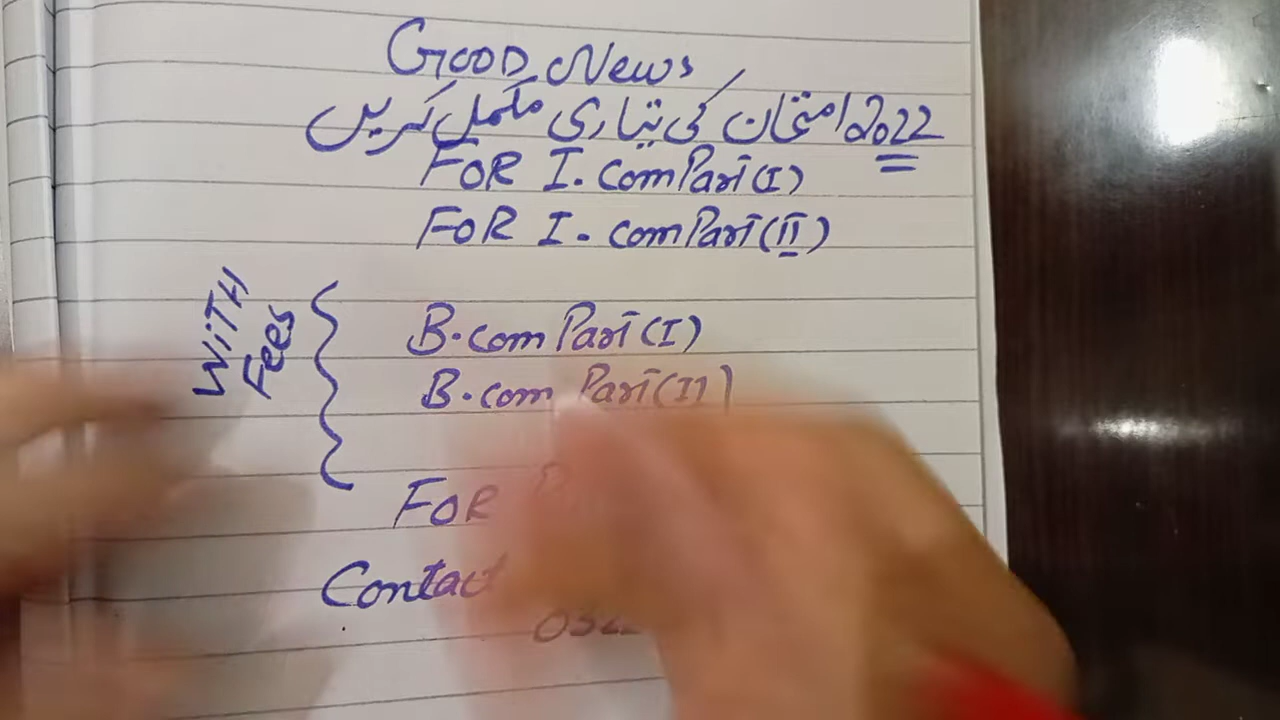 GOOD News
2022 امتحان کی تیاری مکمل کریں
FOR I. Com Part (I)
FOR I. Com Part (II)
WITH
Fees
B. com Part (I)
B. com Part (II)
FOR
Contact
0322